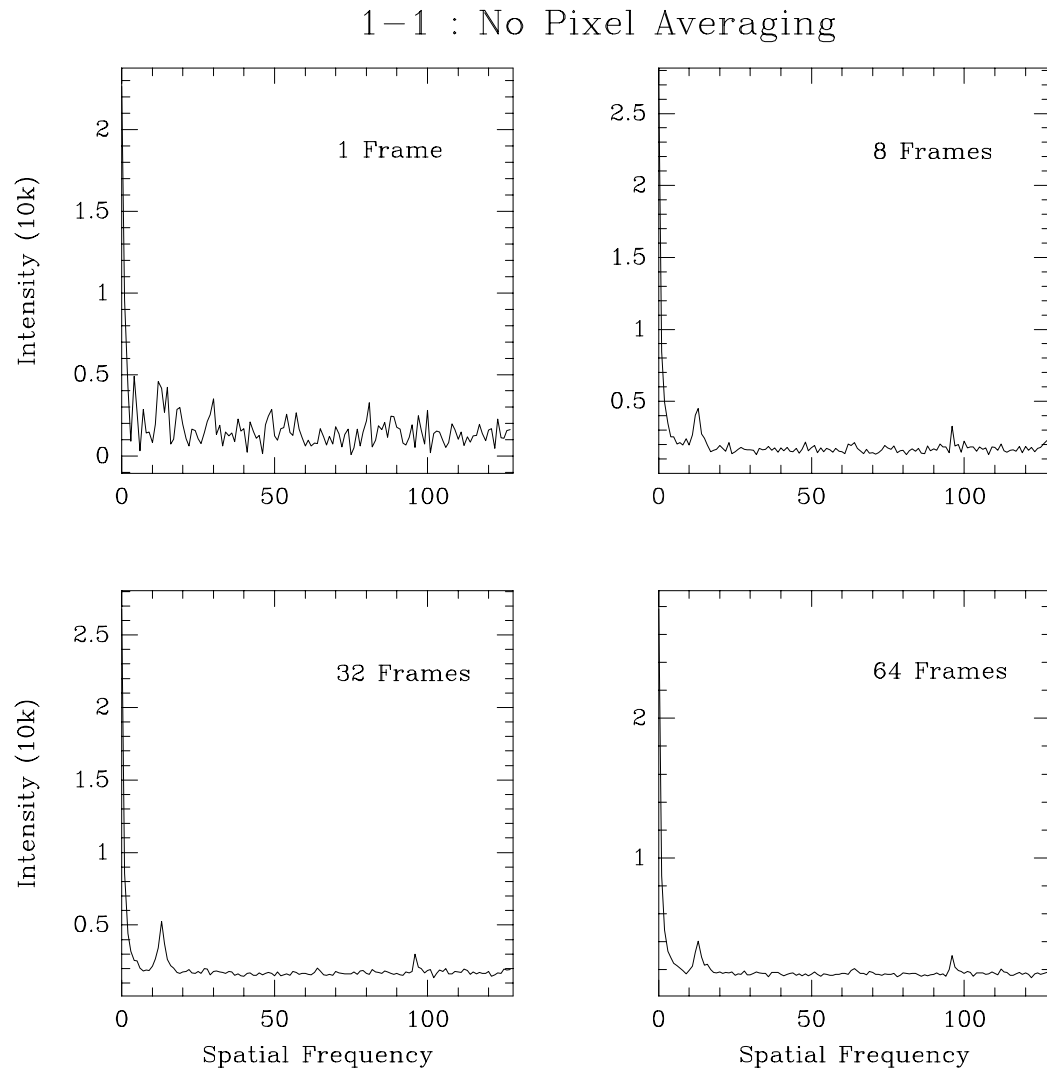 1-1 : No Pixel Averaging
Intensity (10k)
2
1.5
1
0.5
0
1 Frame
0 50 100
2.5
2
1.5
1
0.5
8 Frames
0 50 100
Intensity (10k)
2.5
2
1.5
1
0.5
32 Frames
0 50 100
Spatial Frequency
2
1
64 Frames
0 50 100
Spatial Frequency